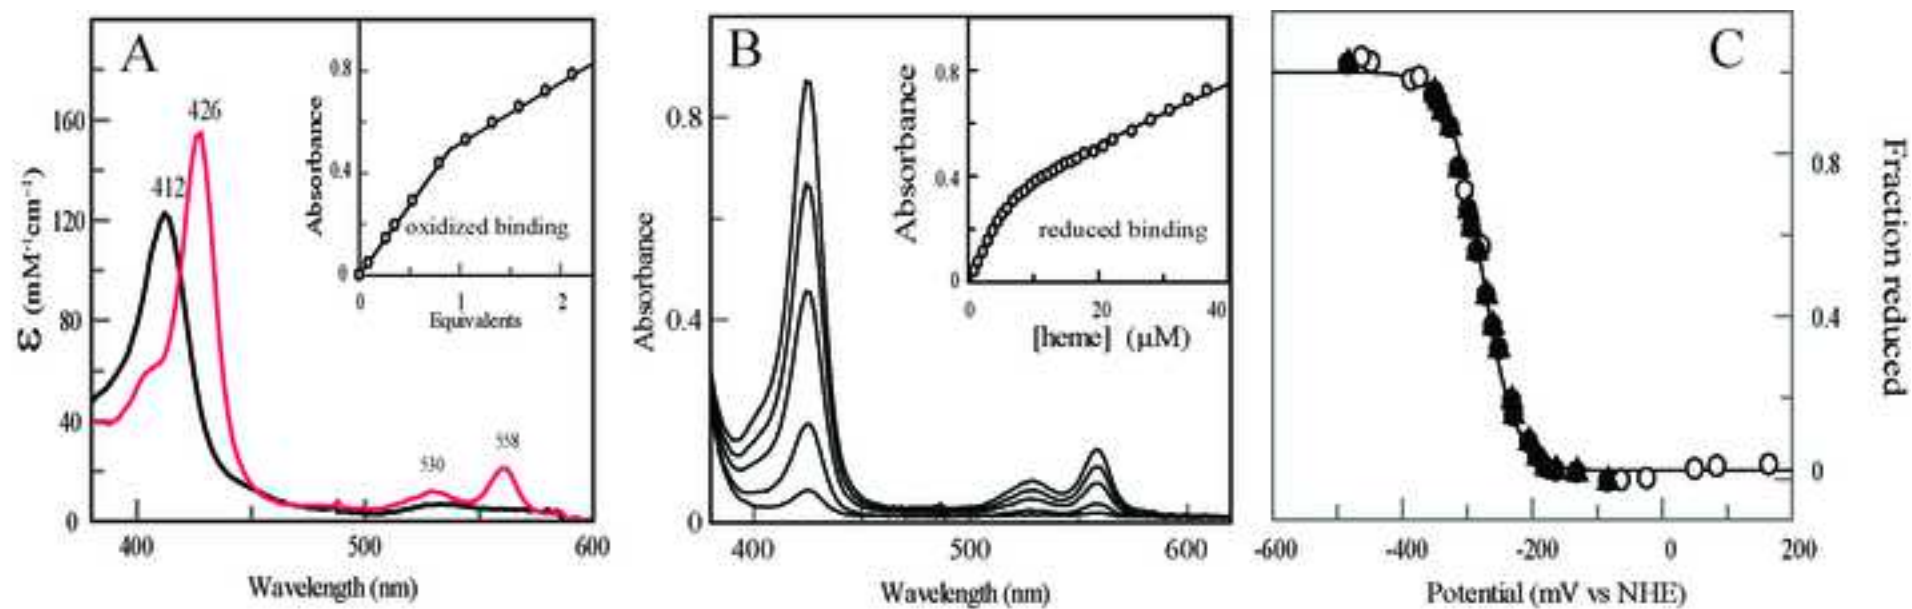 A
426
412
530
558
160
120
80
40
0
ε (mM⁻¹cm⁻¹)
400
500
600
Wavelength (nm)
0.8
0.4
0
Absorbance
oxidized binding
0
1
2
Equivalents
B
0.8
0.4
0
Absorbance
400
500
600
Wavelength (nm)
0.8
0.4
0
Absorbance
reduced binding
0
20
40
[heme] (μM)
C
0.8
0.4
0
Fraction reduced
-600
-400
-200
0
200
Potential (mV vs NHE)